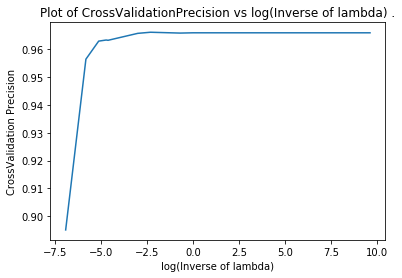 Plot of CrossValidationPrecision vs log(Inverse of lambda) .
0.96
0.95
0.94
0.93
0.92
0.91
0.90
CrossValidation Precision
-7.5 -5.0 -2.5 0.0 2.5 5.0 7.5 10.0
log(Inverse of lambda)